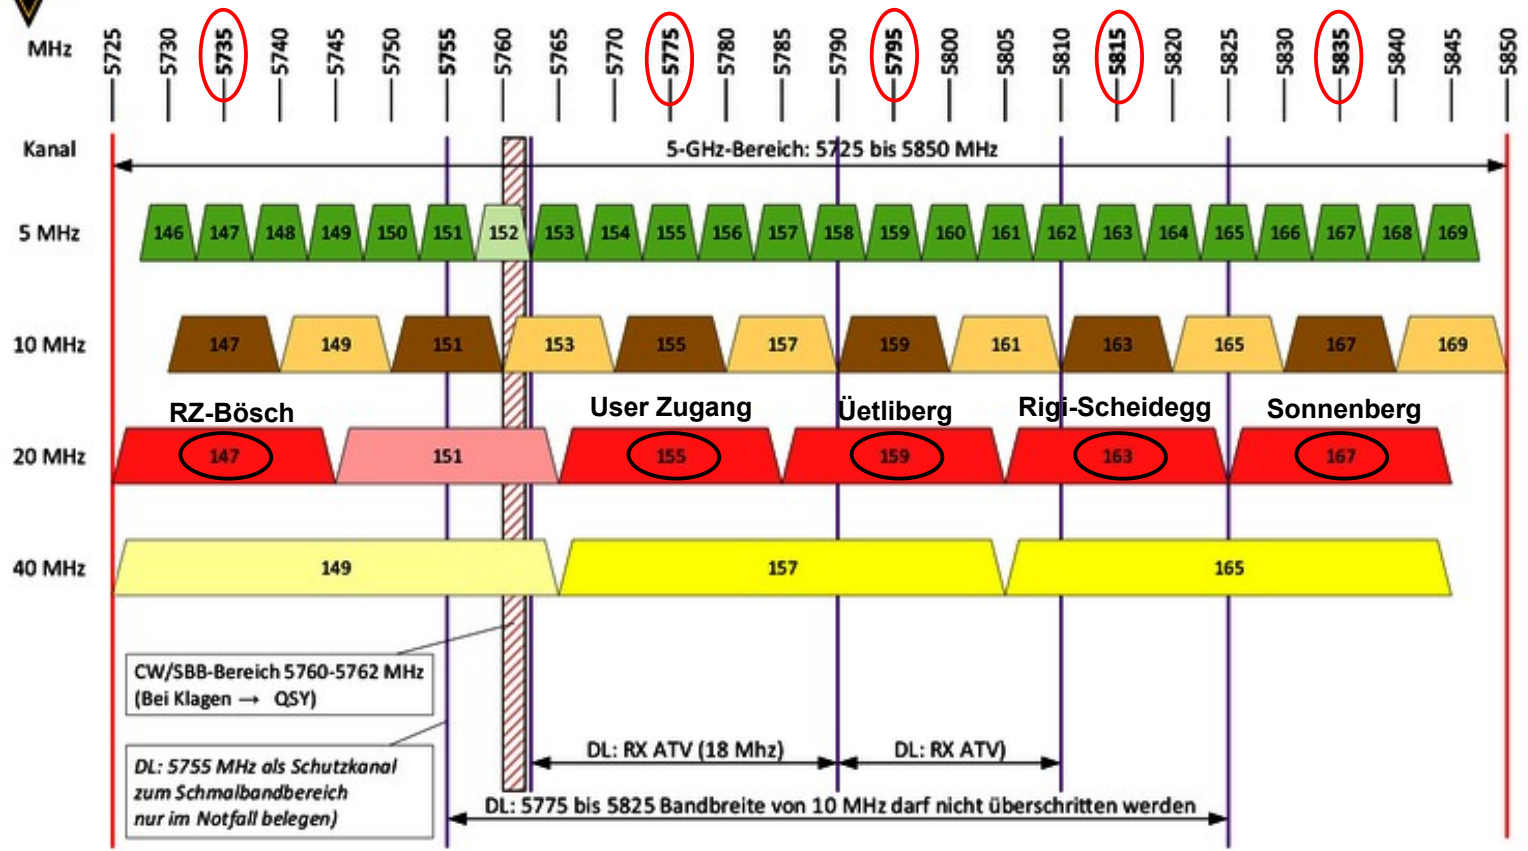 MHz 5725 5730 5735 5740 5745 5750 5755 5760 5765 5770 5775 5780 5785 5790 5795 5800 5805 5810 5815 5820 5825 5830 5835 5840 5845 5850
Kanal 5-GHz-Bereich: 5725 bis 5850 MHz
5 MHz 146 147 148 149 150 151 152 153 154 155 156 157 158 159 160 161 162 163 164 165 166 167 168 169
10 MHz 147 149 151 153 155 157 159 161 163 165 167 169
RZ-Bösch User Zugang Üetliberg Rigi-Scheidegg Sonnenberg
20 MHz 147 151 155 159 163 167
40 MHz 149 157 165
CW/SBB-Bereich 5760-5762 MHz
(Bei Klagen → QSY)
DL: RX ATV (18 Mhz) DL: RX ATV)
DL: 5755 MHz als Schutzkanal
zum Schmalbandbereich
nur im Notfall belegen)
DL: 5775 bis 5825 Bandbreite von 10 MHz darf nicht überschritten werden